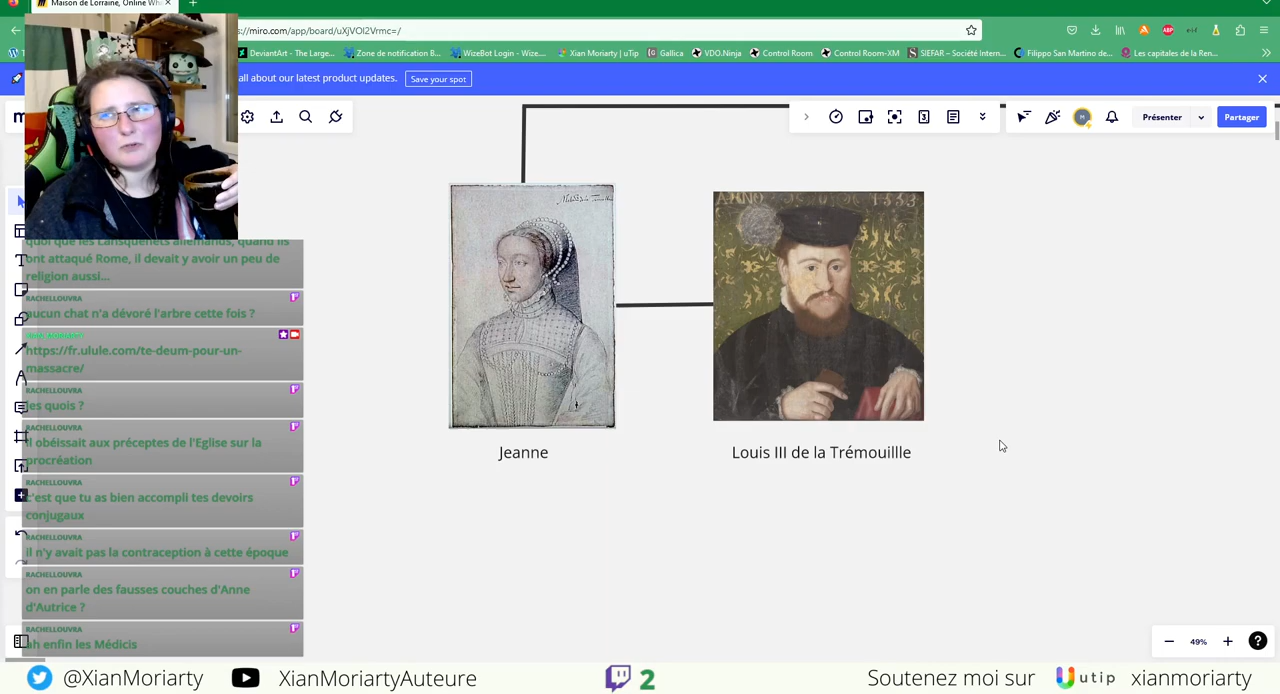 Maison de Lorraine, Online Wh
s://miro.com/app/board/uXjVOl2Vrmc=/
DeviantArt - The Large...
Zone de notification B...
WizeBot Login - Wize...
Xian Moriarty | uTip
Gallica
VDO.Ninja
Control Room
Control Room-XM
SIEFAR – Société Intern...
Filippo San Martino de...
Les capitales de la Ren...
all about our latest product updates.
Save your spot
Présenter
Partager
quoi que les Lansquenets allemands, quand ils
ont attaqué Rome, il devait y avoir un peu de
religion aussi...
RACHELLOUVRA
aucun chat n'a dévoré l'arbre cette fois ?
https://fr.ulule.com/te-deum-pour-un-
massacre/
RACHELLOUVRA
les quois ?
RACHELLOUVRA
il obéissait aux préceptes de l'Eglise sur la
procréation
RACHELLOUVRA
c'est que tu as bien accompli tes devoirs
conjugaux
RACHELLOUVRA
il n'y avait pas la contraception à cette époque
RACHELLOUVRA
on en parle des fausses couches d'Anne
d'Autrice ?
RACHELLOUVRA
ah enfin les Médicis
Jeanne
Louis III de la Trémouillle
49%
@XianMoriarty
XianMoriartyAuteure
2
Soutenez moi sur
utip
xianmoriarty